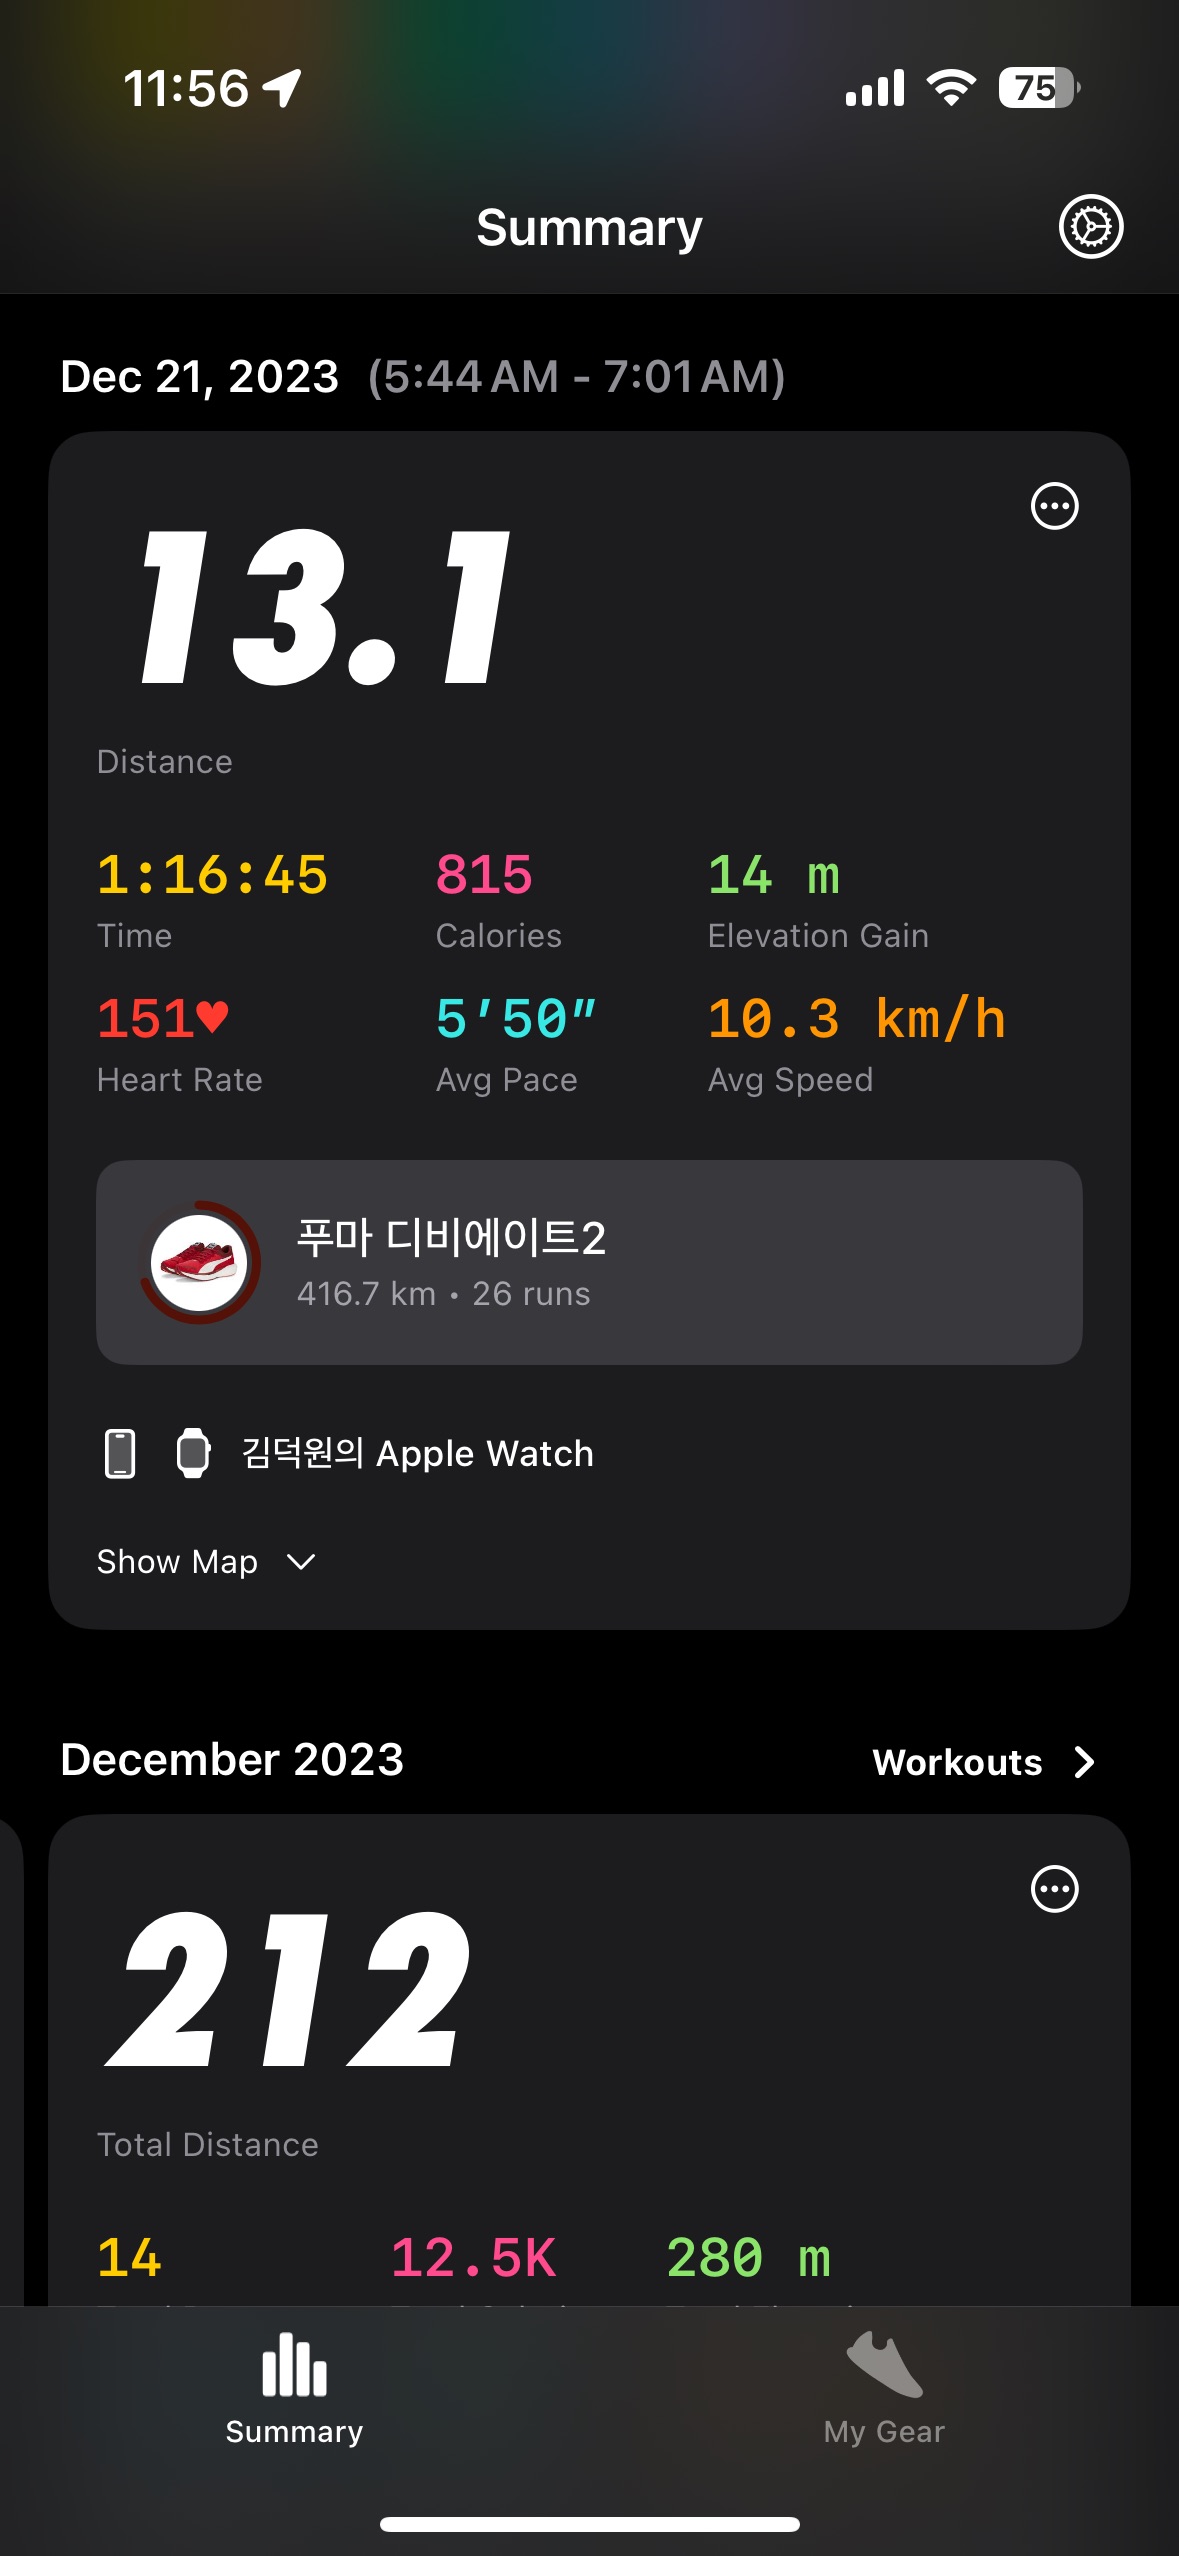 11:56
75
Summary
Dec 21, 2023 (5:44 AM - 7:01 AM)
13.1
Distance
1:16:45 815 14 m
Time Calories Elevation Gain
151♥ 5'50" 10.3 km/h
Heart Rate Avg Pace Avg Speed
푸마 디비에이트2
416.7 km • 26 runs
김덕원의 Apple Watch
Show Map
December 2023 Workouts
212
Total Distance
14 12.5K 280 m
Summary My Gear